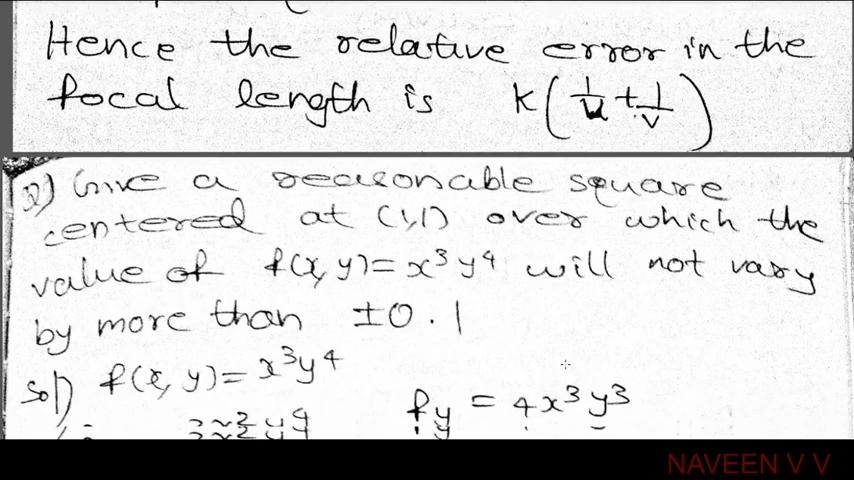 Hence the relative error in the
focal length is K(1/u + 1/v)
Q) Give a reasonable square
centered at (1,1) over which the
value of f(x, y) = x³y⁴ will not vary
by more than ±0.1
Sol) f(x, y) = x³y⁴
fy = 4x³y³
NAVEEN V V